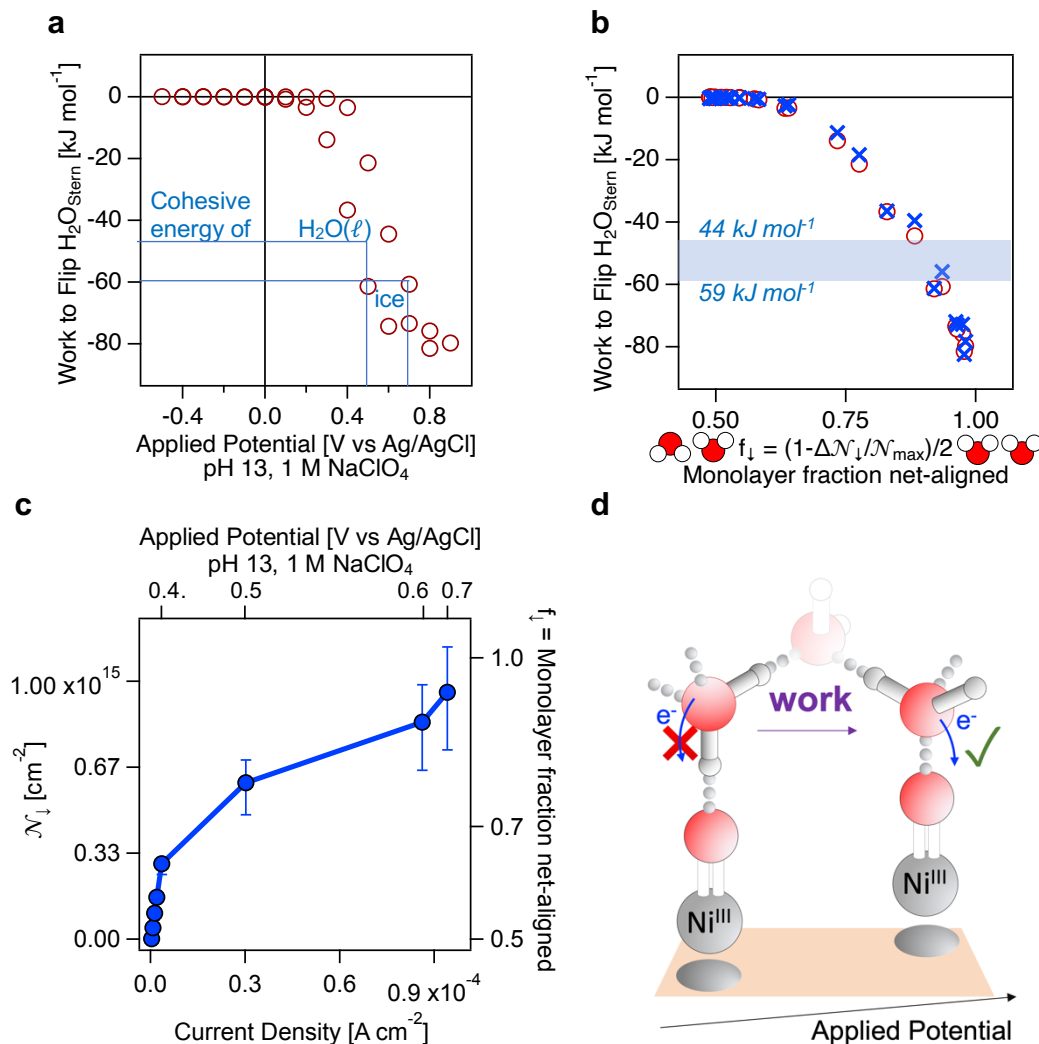 a
Work to Flip H₂O_Stern [kJ mol⁻¹]
0
-20
-40
-60
-80
Cohesive
energy of
H₂O(ℓ)
ice
-0.4
0.0
0.4
0.8
Applied Potential [V vs Ag/AgCl]
pH 13, 1 M NaClO₄
b
Work to Flip H₂O_Stern [kJ mol⁻¹]
0
-20
-40
-60
-80
44 kJ mol⁻¹
59 kJ mol⁻¹
0.50
0.75
1.00
f↓ = (1-Δ𝒩↓/𝒩max)/2
Monolayer fraction net-aligned
c
Applied Potential [V vs Ag/AgCl]
pH 13, 1 M NaClO₄
0.4.
0.5
0.6
0.7
𝒩↓ [cm⁻²]
1.00 x10¹⁵
0.67
0.33
0.00
1.0
0.7
0.5
f↓ = Monolayer fraction net-aligned
0.0
0.3
0.6
0.9 x10⁻⁴
Current Density [A cm⁻²]
d
work
e⁻
e⁻
Niᴵᴵᴵ
Niᴵᴵᴵ
Applied Potential